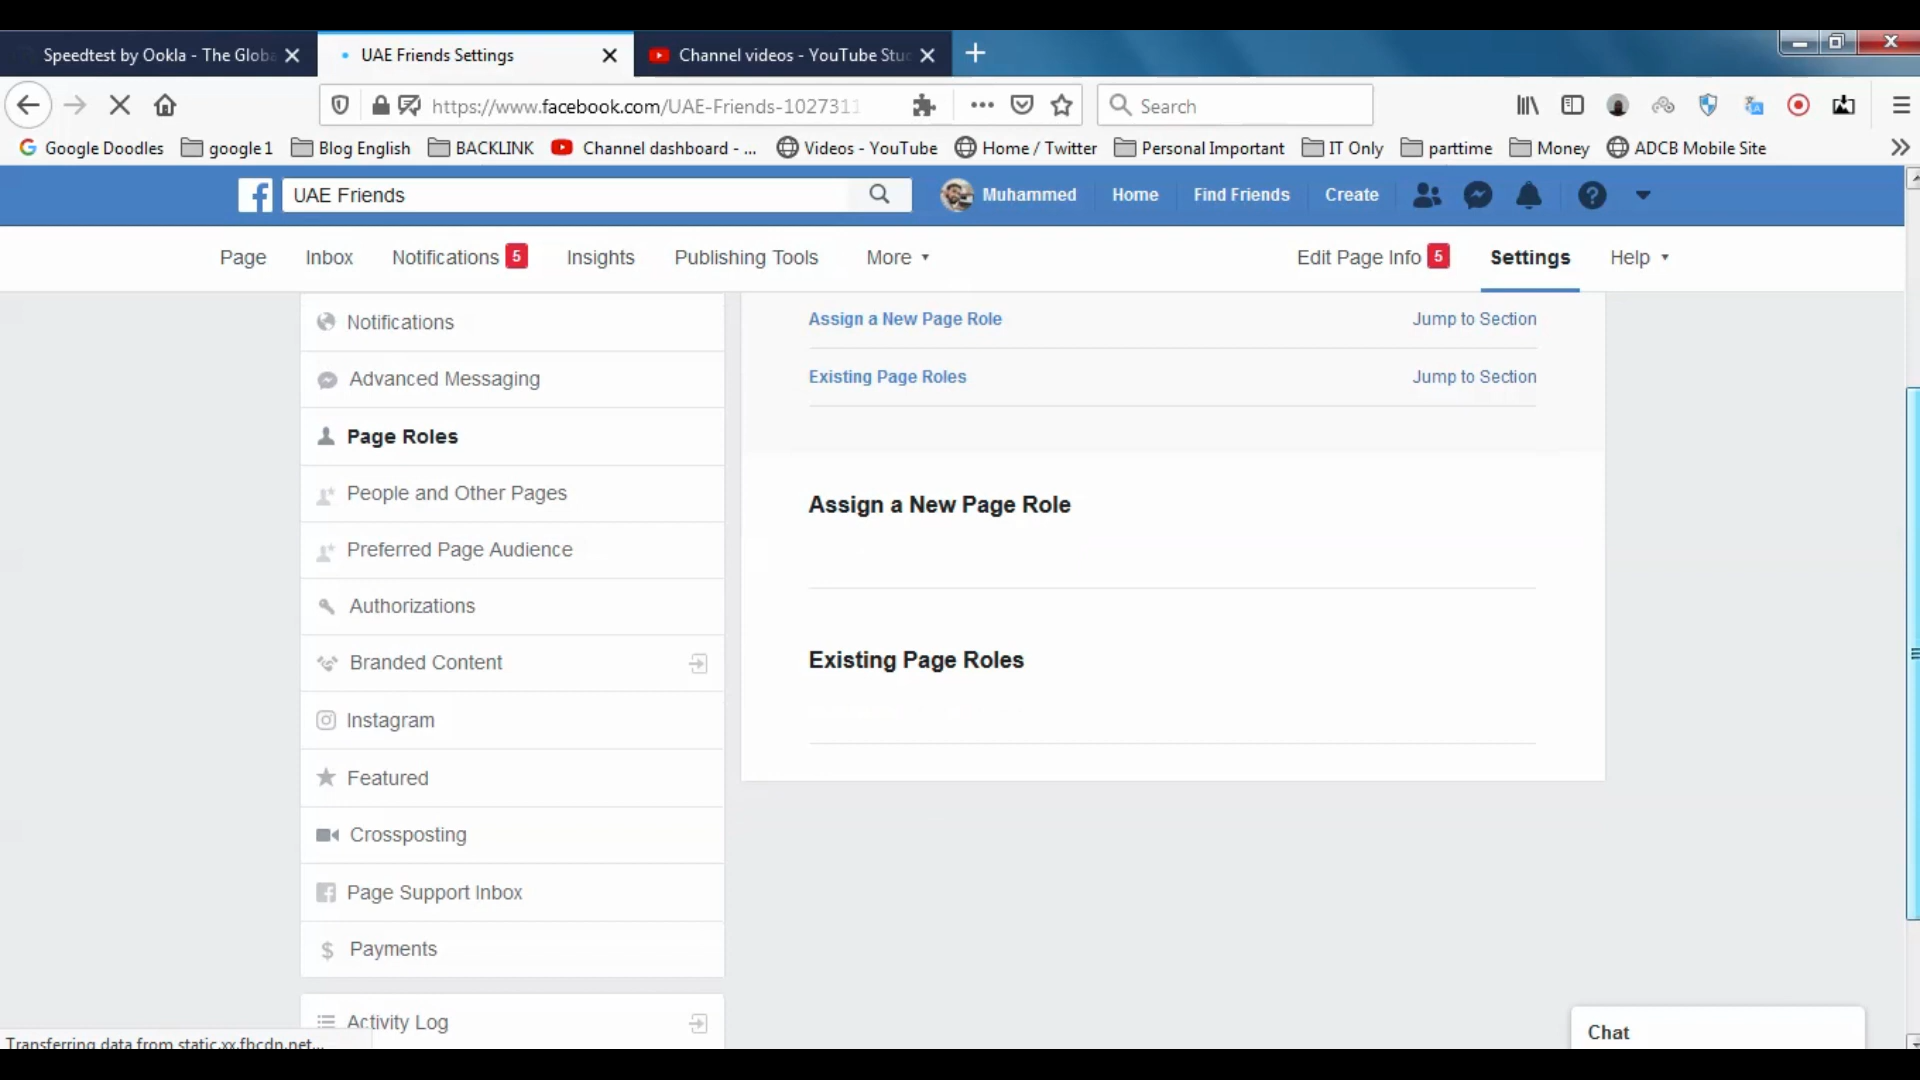 Speedtest by Ookla - The Globa
UAE Friends Settings
Channel videos - YouTube Stu
https://www.facebook.com/UAE-Friends-1027311
Search
Google Doodles
google1
Blog English
BACKLINK
Channel dashboard - ...
Videos - YouTube
Home / Twitter
Personal Important
IT Only
parttime
Money
ADCB Mobile Site
UAE Friends
Muhammed
Home
Find Friends
Create
Page
Inbox
Notifications 5
Insights
Publishing Tools
More
Edit Page Info 5
Settings
Help
Notifications
Advanced Messaging
Page Roles
People and Other Pages
Preferred Page Audience
Authorizations
Branded Content
Instagram
Featured
Crossposting
Page Support Inbox
Payments
Activity Log
Assign a New Page Role
Jump to Section
Existing Page Roles
Jump to Section
Assign a New Page Role
Existing Page Roles
Chat
Transferring data from static.xx.fbcdn.net...